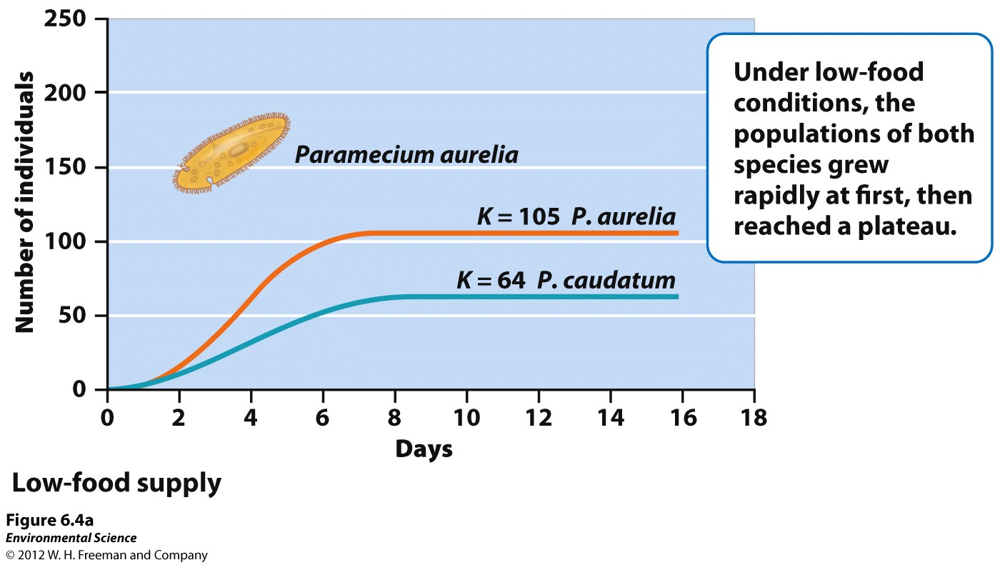 250
200
150
100
50
0
Number of individuals
Paramecium aurelia
K = 105 P. aurelia
K = 64 P. caudatum
0 2 4 6 8 10 12 14 16 18
Days
Under low-food
conditions, the
populations of both
species grew
rapidly at first, then
reached a plateau.
Low-food supply
Figure 6.4a
Environmental Science
© 2012 W. H. Freeman and Company